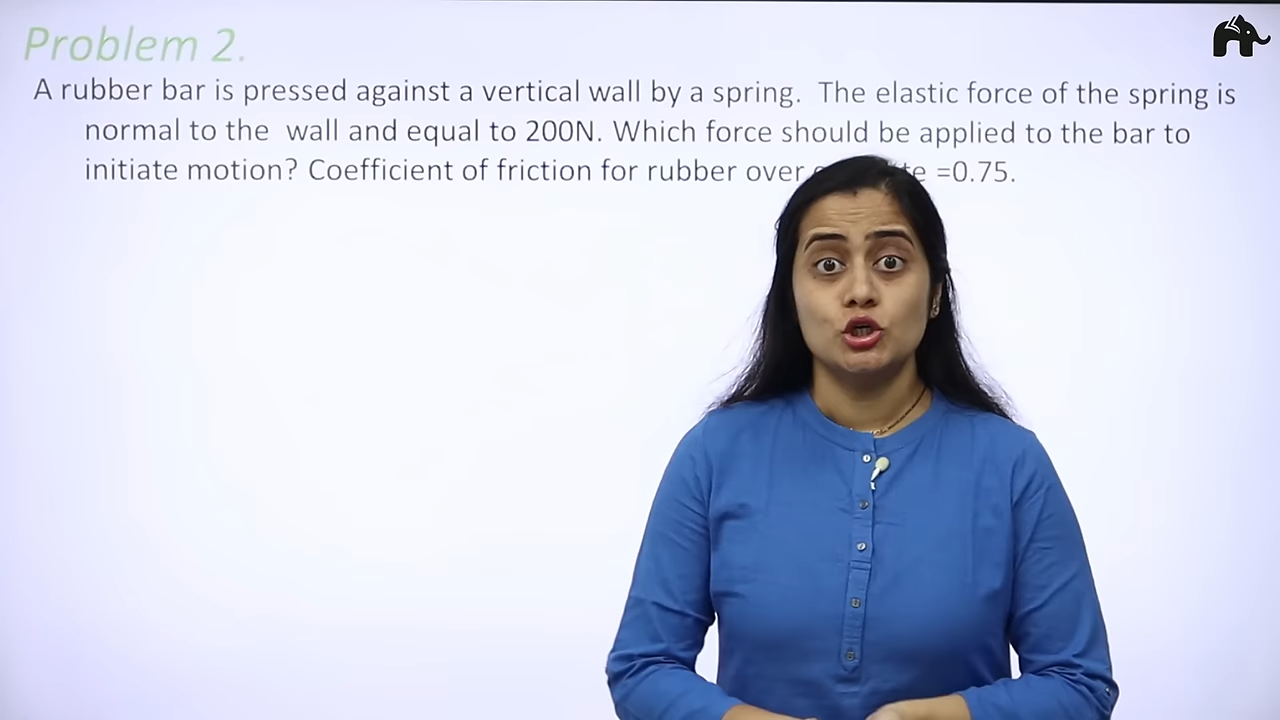 Problem 2.
A rubber bar is pressed against a vertical wall by a spring. The elastic force of the spring is
normal to the wall and equal to 200N. Which force should be applied to the bar to
initiate motion? Coefficient of friction for rubber over =0.75.